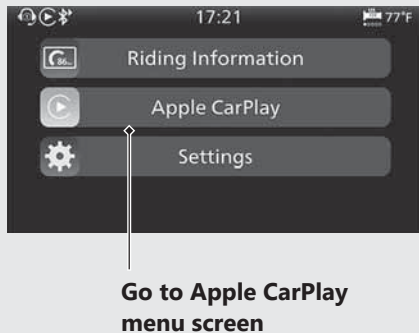 17:21
77°F
Riding Information
Apple CarPlay
Settings
Go to Apple CarPlay
menu screen